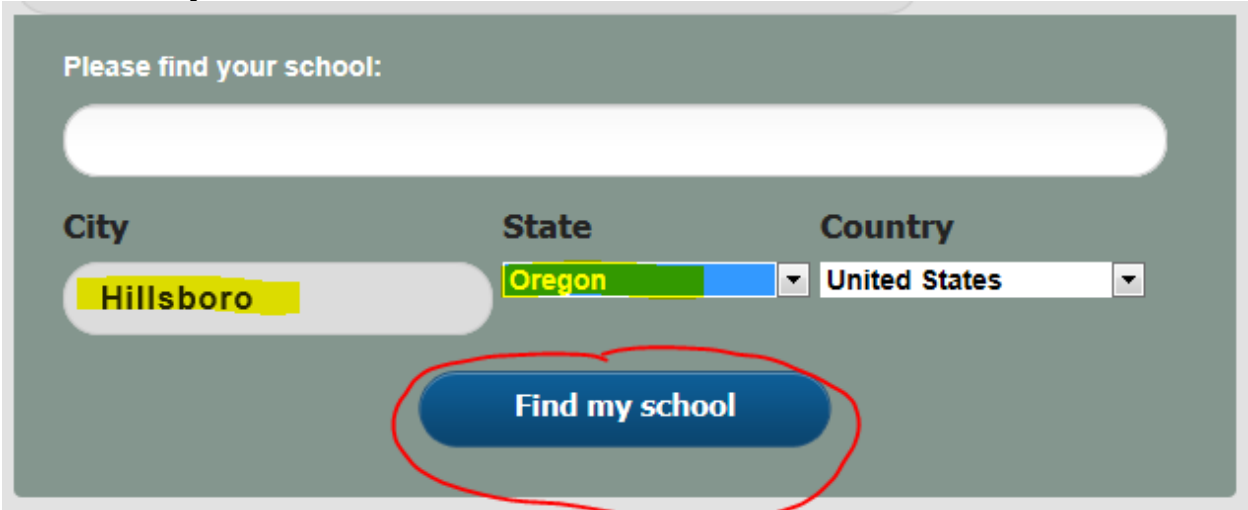 Please find your school:
City State Country
Hillsboro Oregon United States
Find my school